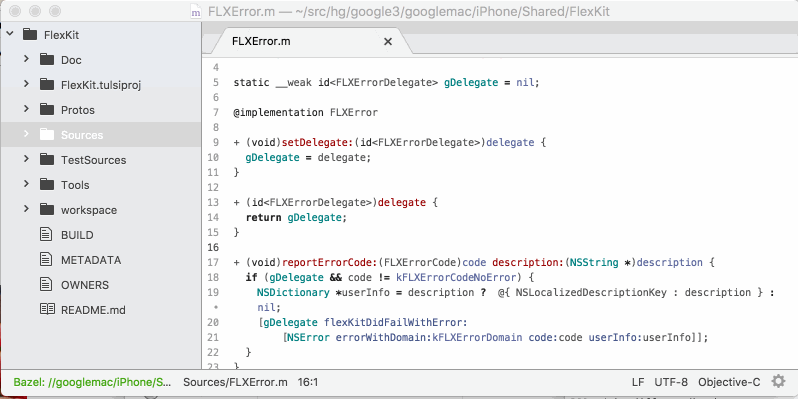 FLXError.m — ~/src/hg/google3/googlemac/iPhone/Shared/FlexKit
FlexKit
Doc
FlexKit.tulsiproj
Protos
Sources
TestSources
Tools
workspace
BUILD
METADATA
OWNERS
README.md
FLXError.m ×
4
5 static __weak id<FLXErrorDelegate> gDelegate = nil;
6
7 @implementation FLXError
8
9 + (void)setDelegate:(id<FLXErrorDelegate>)delegate {
10 gDelegate = delegate;
11 }
12
13 + (id<FLXErrorDelegate>)delegate {
14 return gDelegate;
15 }
16
17 + (void)reportErrorCode:(FLXErrorCode)code description:(NSString *)description {
18 if (gDelegate && code != kFLXErrorCodeNoError) {
19 NSDictionary *userInfo = description ? @{ NSLocalizedDescriptionKey : description } :
• nil;
20 [gDelegate flexKitDidFailWithError:
21 [NSError errorWithDomain:kFLXErrorDomain code:code userInfo:userInfo]];
22 }
23 }
Bazel: //googlemac/iPhone/S... Sources/FLXError.m 16:1 LF UTF-8 Objective-C